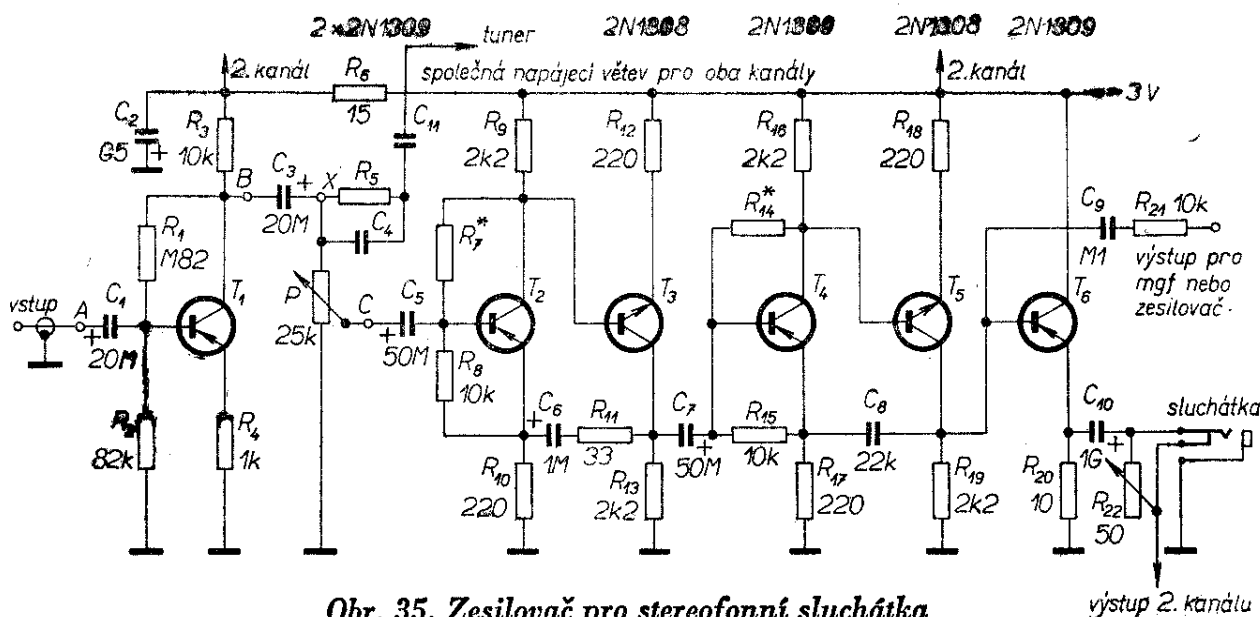 2×2N1309
tuner
2N1308
2N1309
2N1308
2N1309
2. kanál
R6
15
společná napájecí větev pro oba kanály
2. kanál
-3V
C2
G5
+
R3
10k
C11
R9
2k2
R12
220
R16
2k2
R18
220
B
C3
+
X
R5
20M
C4
R1
M82
R7*
R14*
C9
M1
R21 10k
výstup pro
mgf nebo
zesilovač
vstup
A
C1
+
20M
T1
P
25k
C
C5
+
50M
T2
T3
T4
T5
T6
R8
10k
R2
82k
R4
1k
+
C6
1M
R11
33
C7
+
50M
R15
10k
C8
22k
C10
+
1G
sluchátka
R10
220
R13
2k2
R17
220
R19
2k2
R20
10
R22
50
Obr. 35. Zesilovač pro stereofonní sluchátka
výstup 2. kanálu